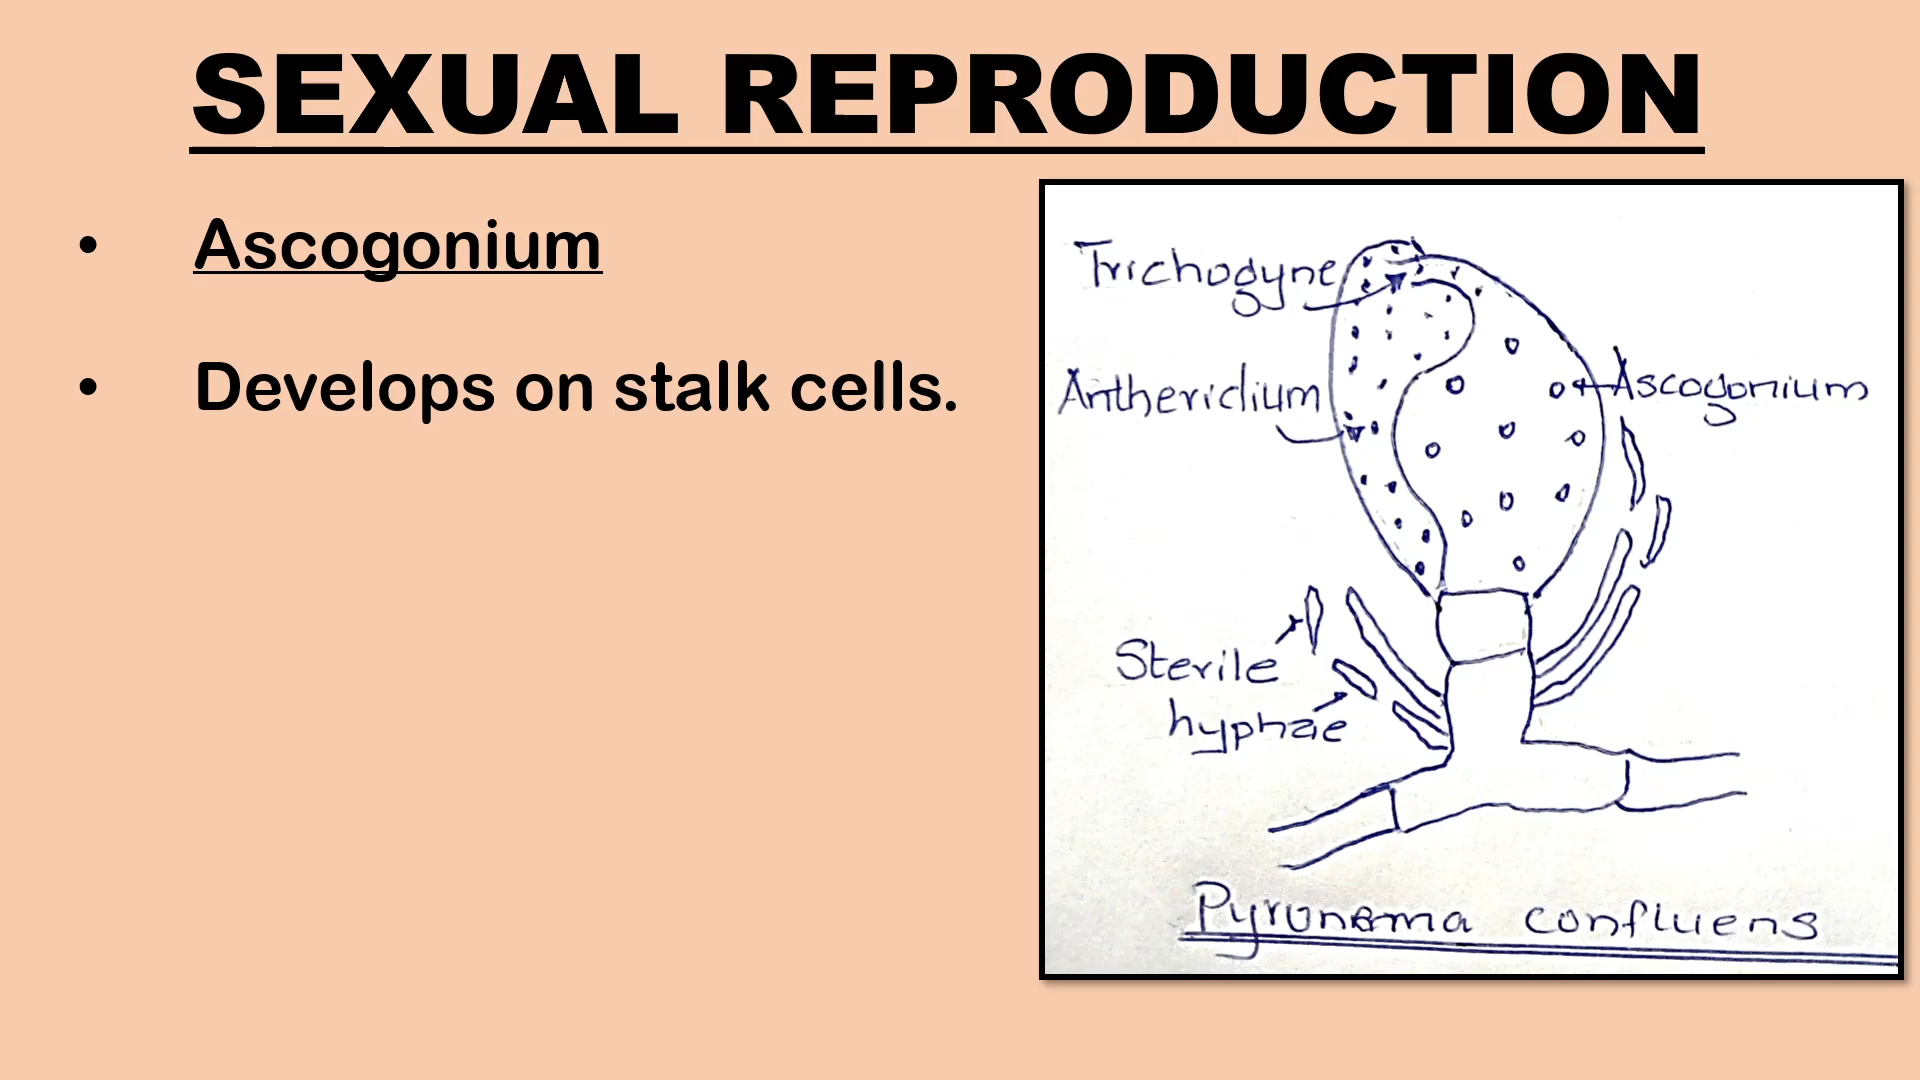 SEXUAL REPRODUCTION
• Ascogonium
• Develops on stalk cells.
Trichogyne
Antheridium
Ascogonium
Sterile
hyphae
Pyronema confluens